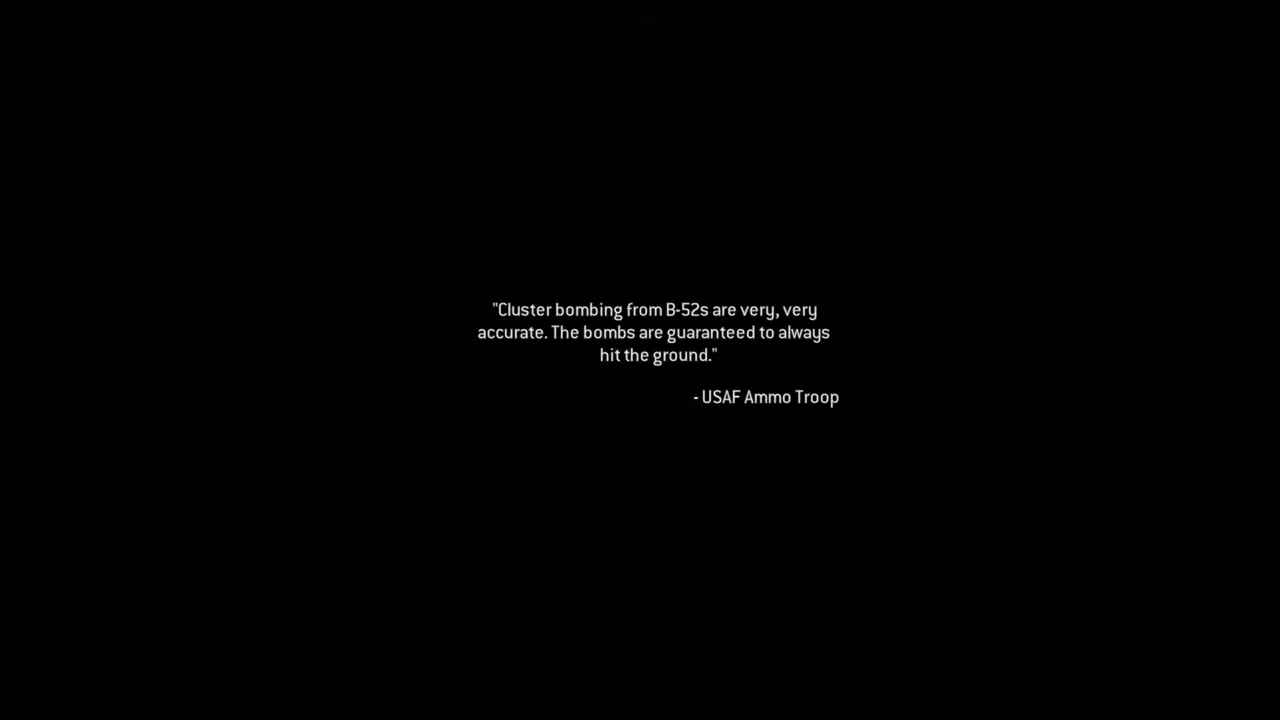 "Cluster bombing from B-52s are very, very
accurate. The bombs are guaranteed to always
hit the ground."
- USAF Ammo Troop